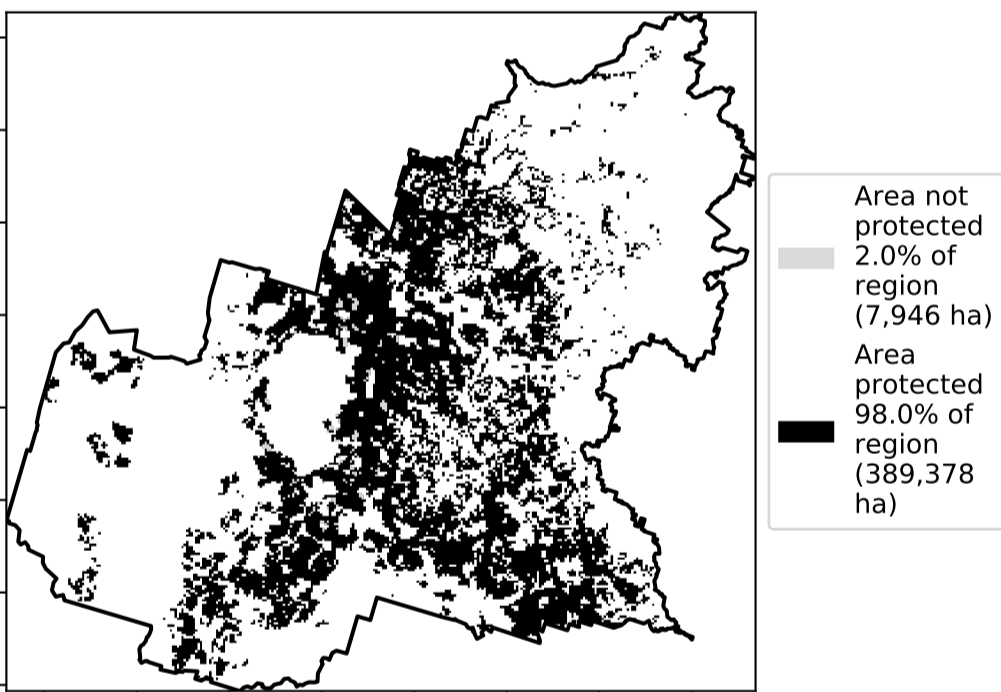 Area not
protected
2.0% of
region
(7,946 ha)
Area
protected
98.0% of
region
(389,378
ha)